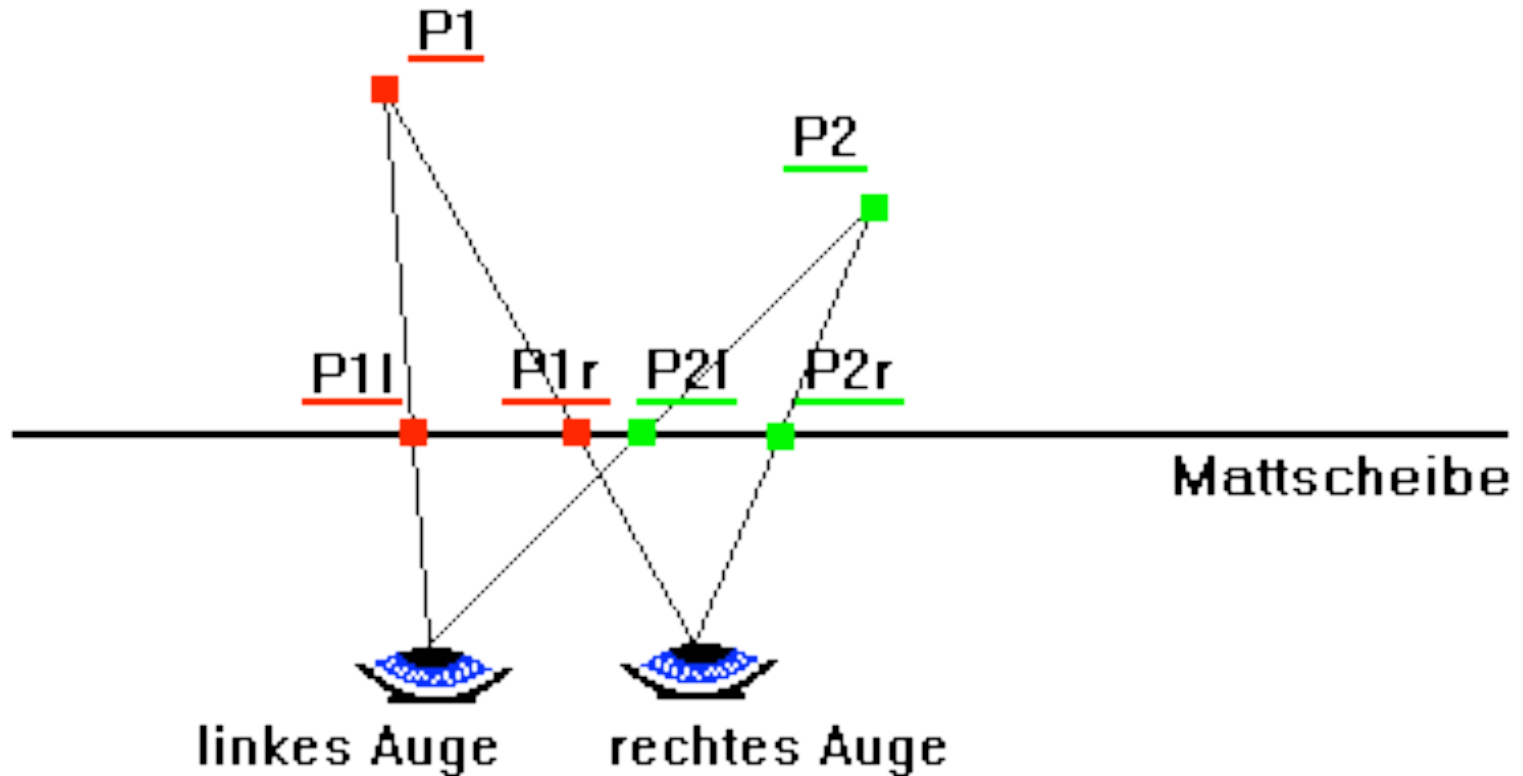 P1
P2
P1l P1r P2l P2r
Mattscheibe
linkes Auge rechtes Auge